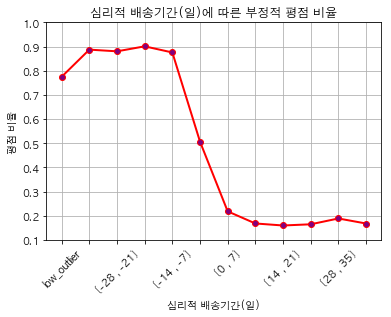 심리적 배송기간(일)에 따른 부정적 평점 비율
평점 비율
1.0
0.9
0.8
0.7
0.6
0.5
0.4
0.3
0.2
0.1
low_outlier
(-28 , -21)
(-14 , -7)
(0 , 7)
(14 , 21)
(28 , 35)
심리적 배송기간(일)